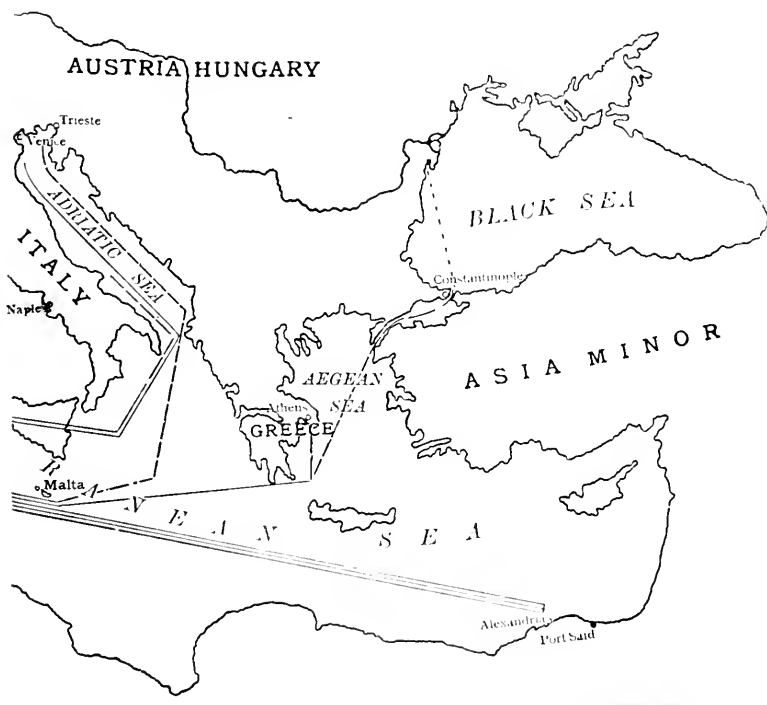 AUSTRIA HUNGARY
Trieste
Venice
ADRIATIC SEA
BLACK SEA
ITALY
Constantinople
Naples
ASIA MINOR
AEGEAN
SEA
Athens
GREECE
Malta
R A N E A N S E A
Alexandria
Port Said